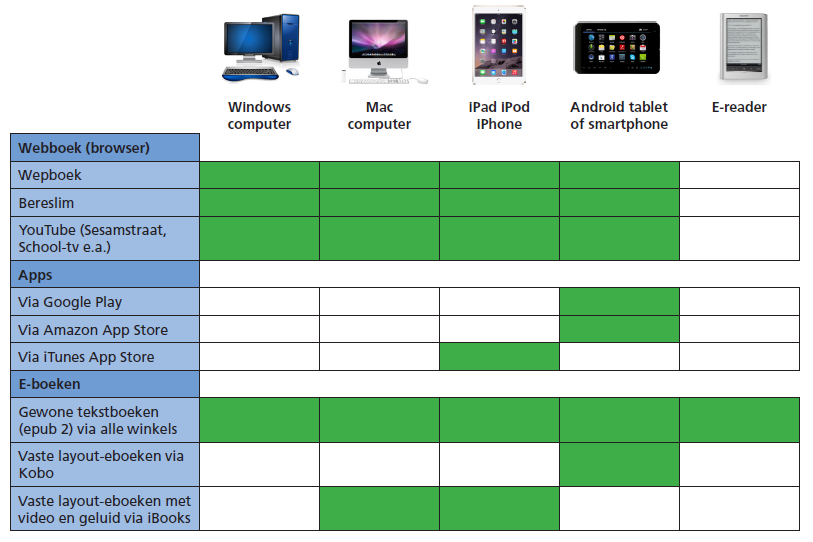 Windows computer
Mac computer
iPad iPod iPhone
Android tablet of smartphone
E-reader
Webboek (browser)
Wepboek
Bereslim
YouTube (Sesamstraat,
School-tv e.a.)
Apps
Via Google Play
Via Amazon App Store
Via iTunes App Store
E-boeken
Gewone tekstboeken
(epub 2) via alle winkels
Vaste layout-eboeken via
Kobo
Vaste layout-eboeken met
video en geluid via iBooks